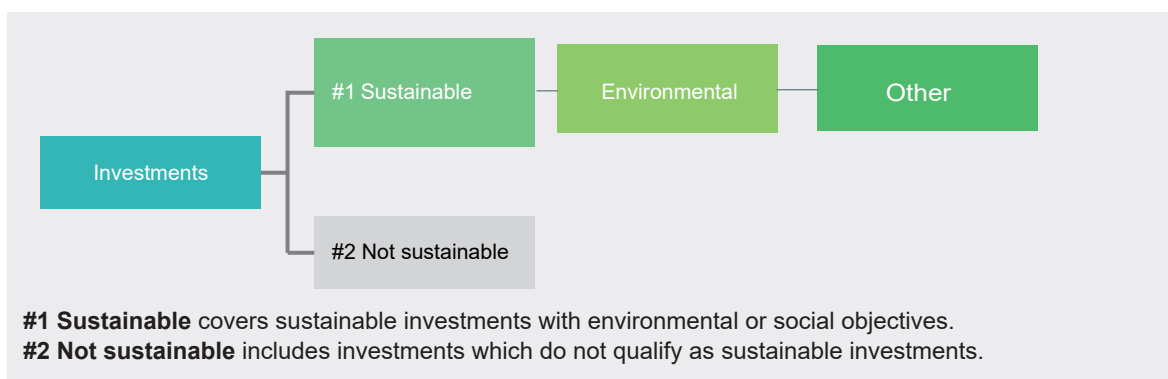 #1 Sustainable
Environmental
Other
Investments
#2 Not sustainable
#1 Sustainable covers sustainable investments with environmental or social objectives.
#2 Not sustainable includes investments which do not qualify as sustainable investments.